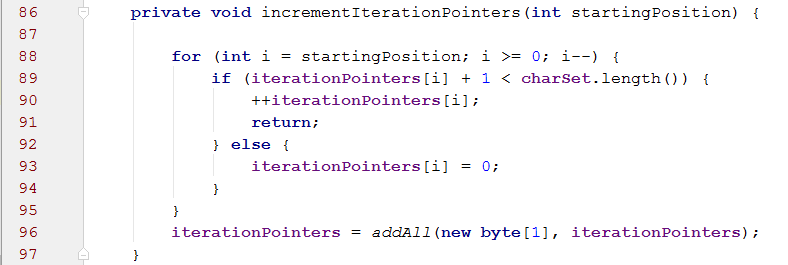 86 private void incrementIterationPointers(int startingPosition) {
87
88 for (int i = startingPosition; i >= 0; i--) {
89 if (iterationPointers[i] + 1 < charSet.length()) {
90 ++iterationPointers[i];
91 return;
92 } else {
93 iterationPointers[i] = 0;
94 }
95 }
96 iterationPointers = addAll(new byte[1], iterationPointers);
97 }